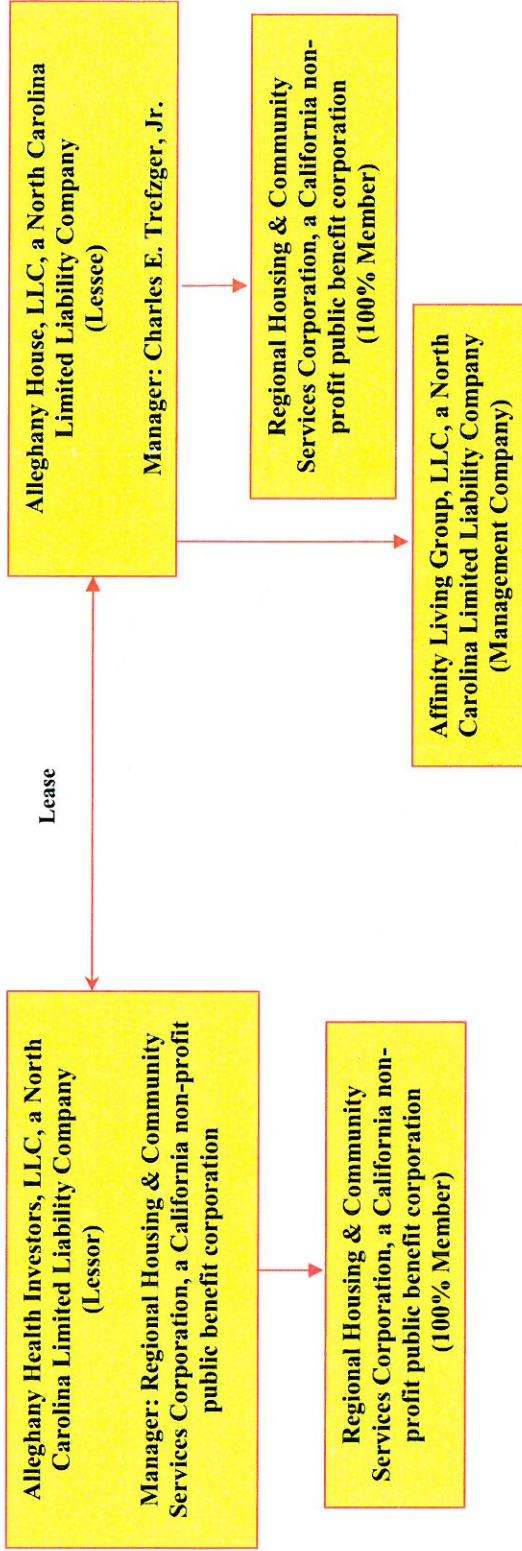 Alleghany Health Investors, LLC, a North
Carolina Limited Liability Company
(Lessor)
Manager: Regional Housing & Community
Services Corporation, a California non-profit
public benefit corporation
Lease
Alleghany House, LLC, a North Carolina
Limited Liability Company
(Lessee)
Manager: Charles E. Trefzger, Jr.
Regional Housing & Community
Services Corporation, a California non-
profit public benefit corporation
(100% Member)
Regional Housing & Community
Services Corporation, a California non-
profit public benefit corporation
(100% Member)
Affinity Living Group, LLC, a North
Carolina Limited Liability Company
(Management Company)